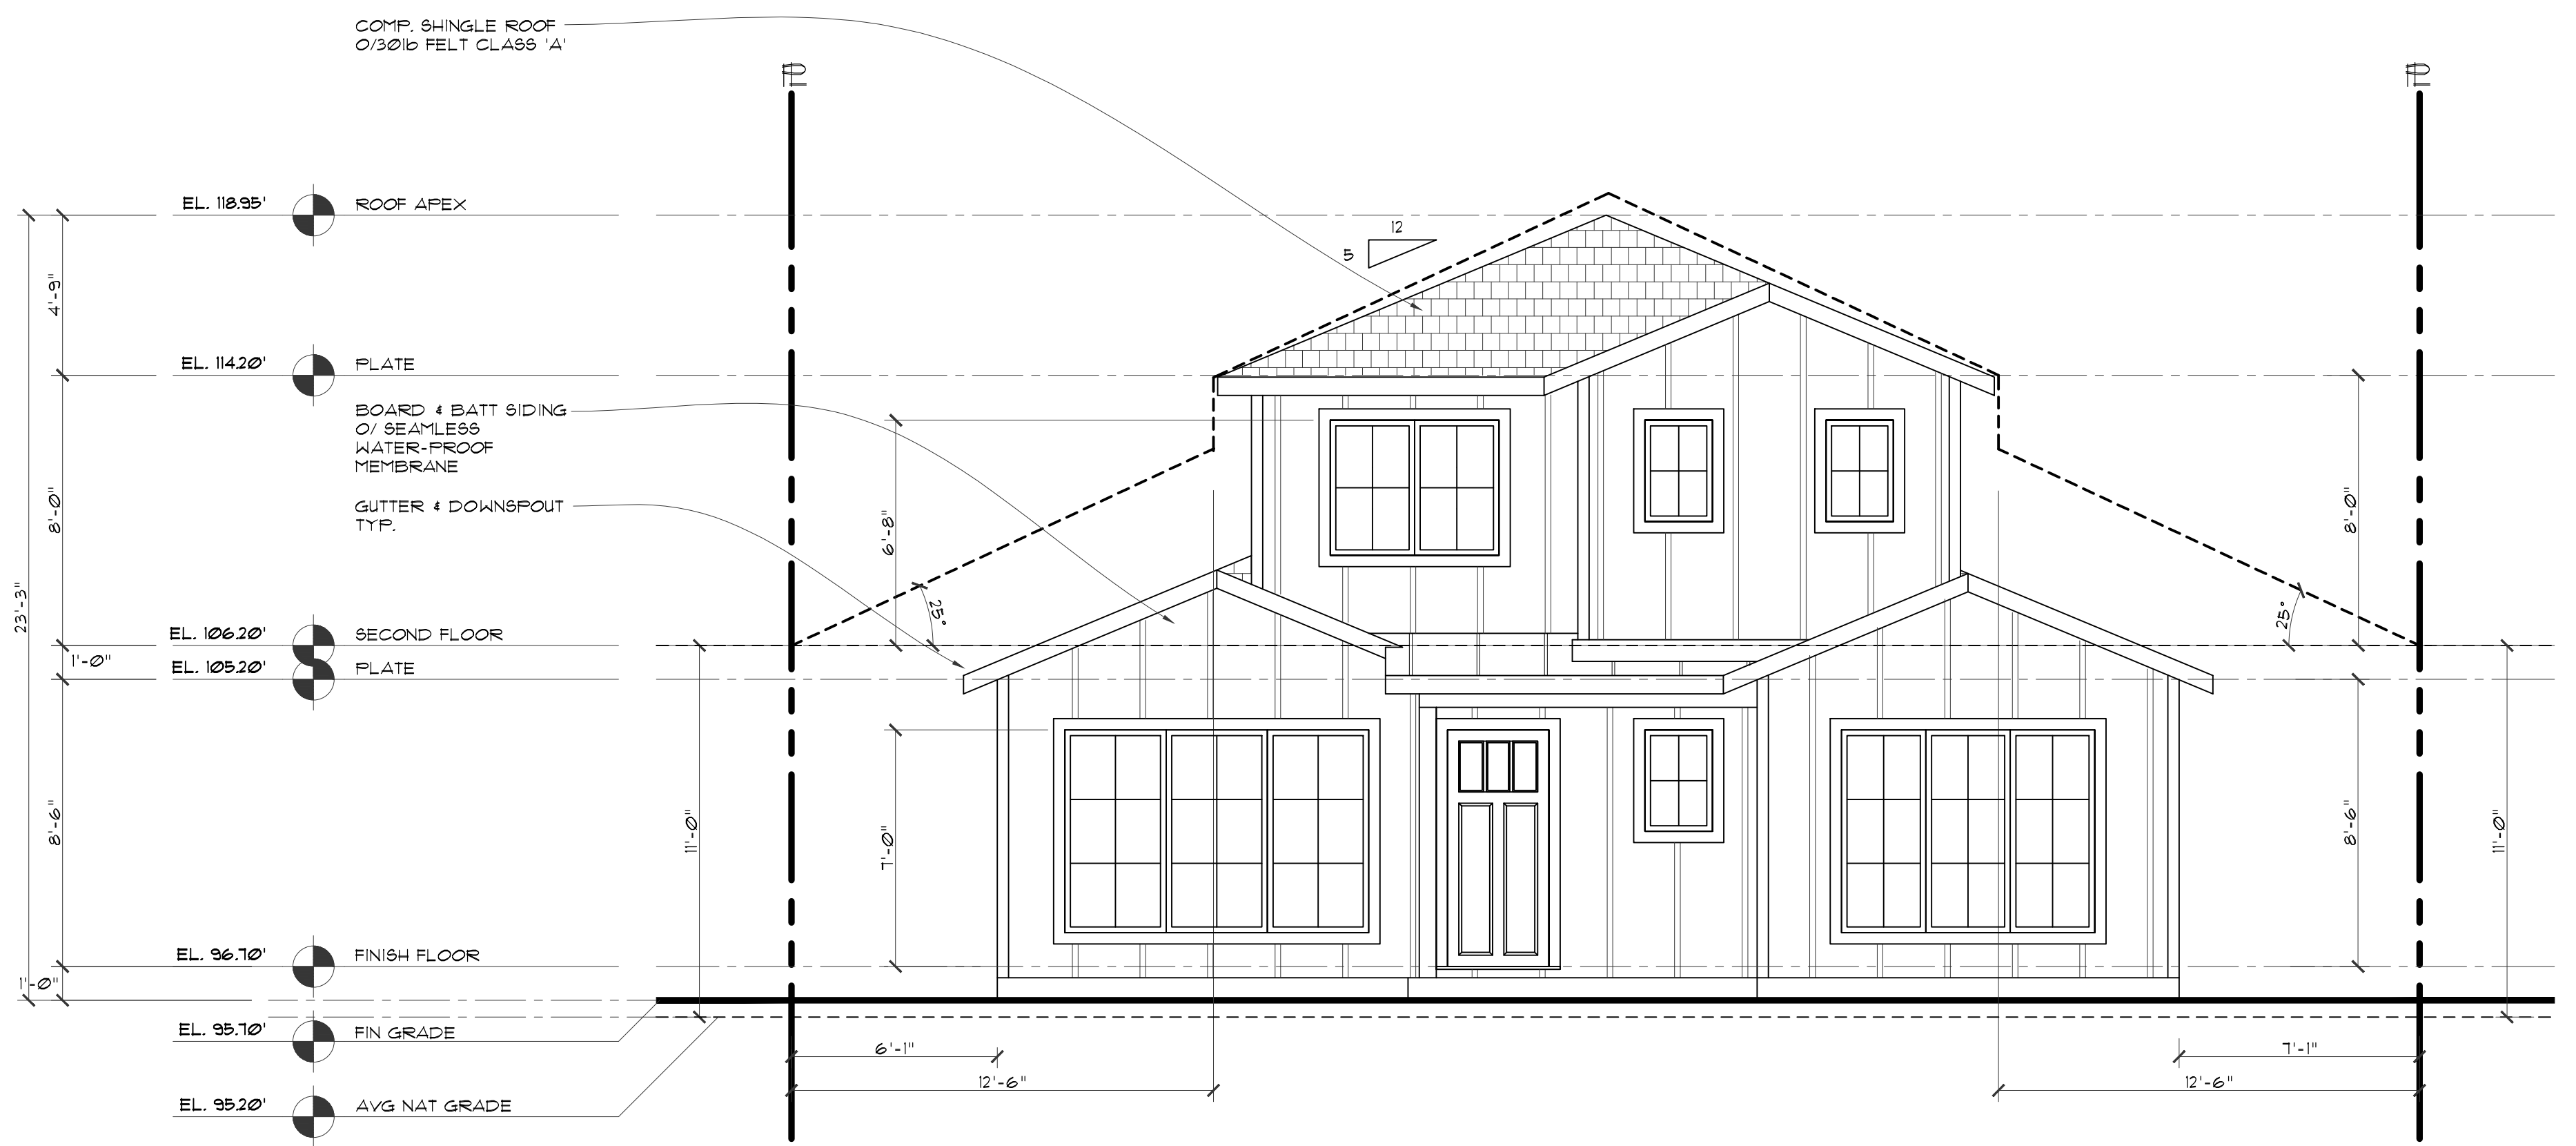 COMP. SHINGLE ROOF
O/30lb FELT CLASS 'A'
PL
PL
EL. 118.95'
ROOF APEX
12
5
4'-9"
EL. 114.20'
PLATE
BOARD & BATT SIDING
O/ SEAMLESS
WATER-PROOF
MEMBRANE
GUTTER & DOWNSPOUT
TYP.
8'-0"
6'-8"
8'-0"
23'-3"
25°
25°
EL. 106.20'
SECOND FLOOR
1'-0"
EL. 105.20'
PLATE
8'-6"
11'-0"
7'-0"
8'-6"
11'-0"
EL. 96.70'
FINISH FLOOR
1'-0"
EL. 95.70'
FIN GRADE
6'-1"
7'-1"
12'-6"
12'-6"
EL. 95.20'
AVG NAT GRADE